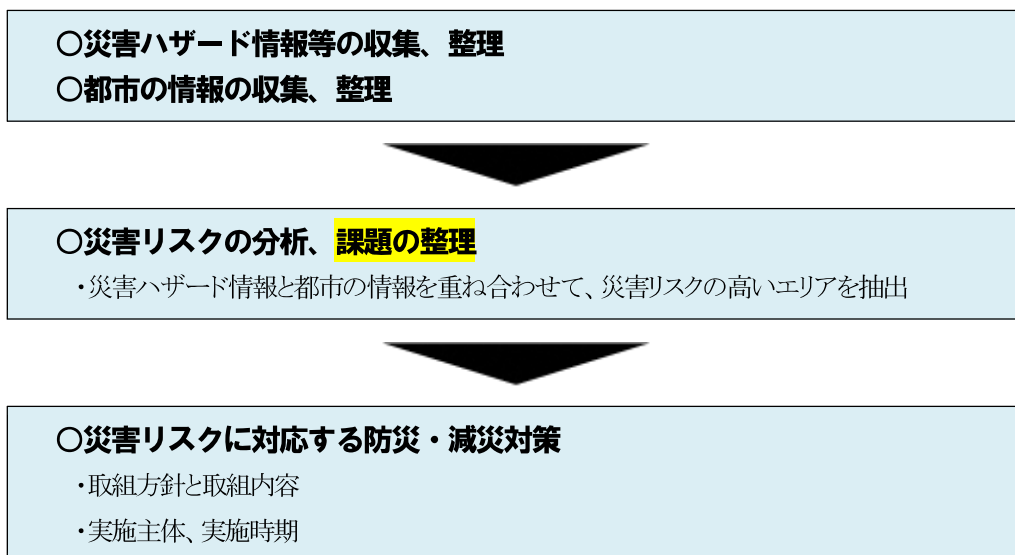 〇災害ハザード情報等の収集、整理
〇都市の情報の収集、整理
〇災害リスクの分析、課題の整理
・災害ハザード情報と都市の情報を重ね合わせて、災害リスクの高いエリアを抽出
〇災害リスクに対応する防災・減災対策
・取組方針と取組内容
・実施主体、実施時期